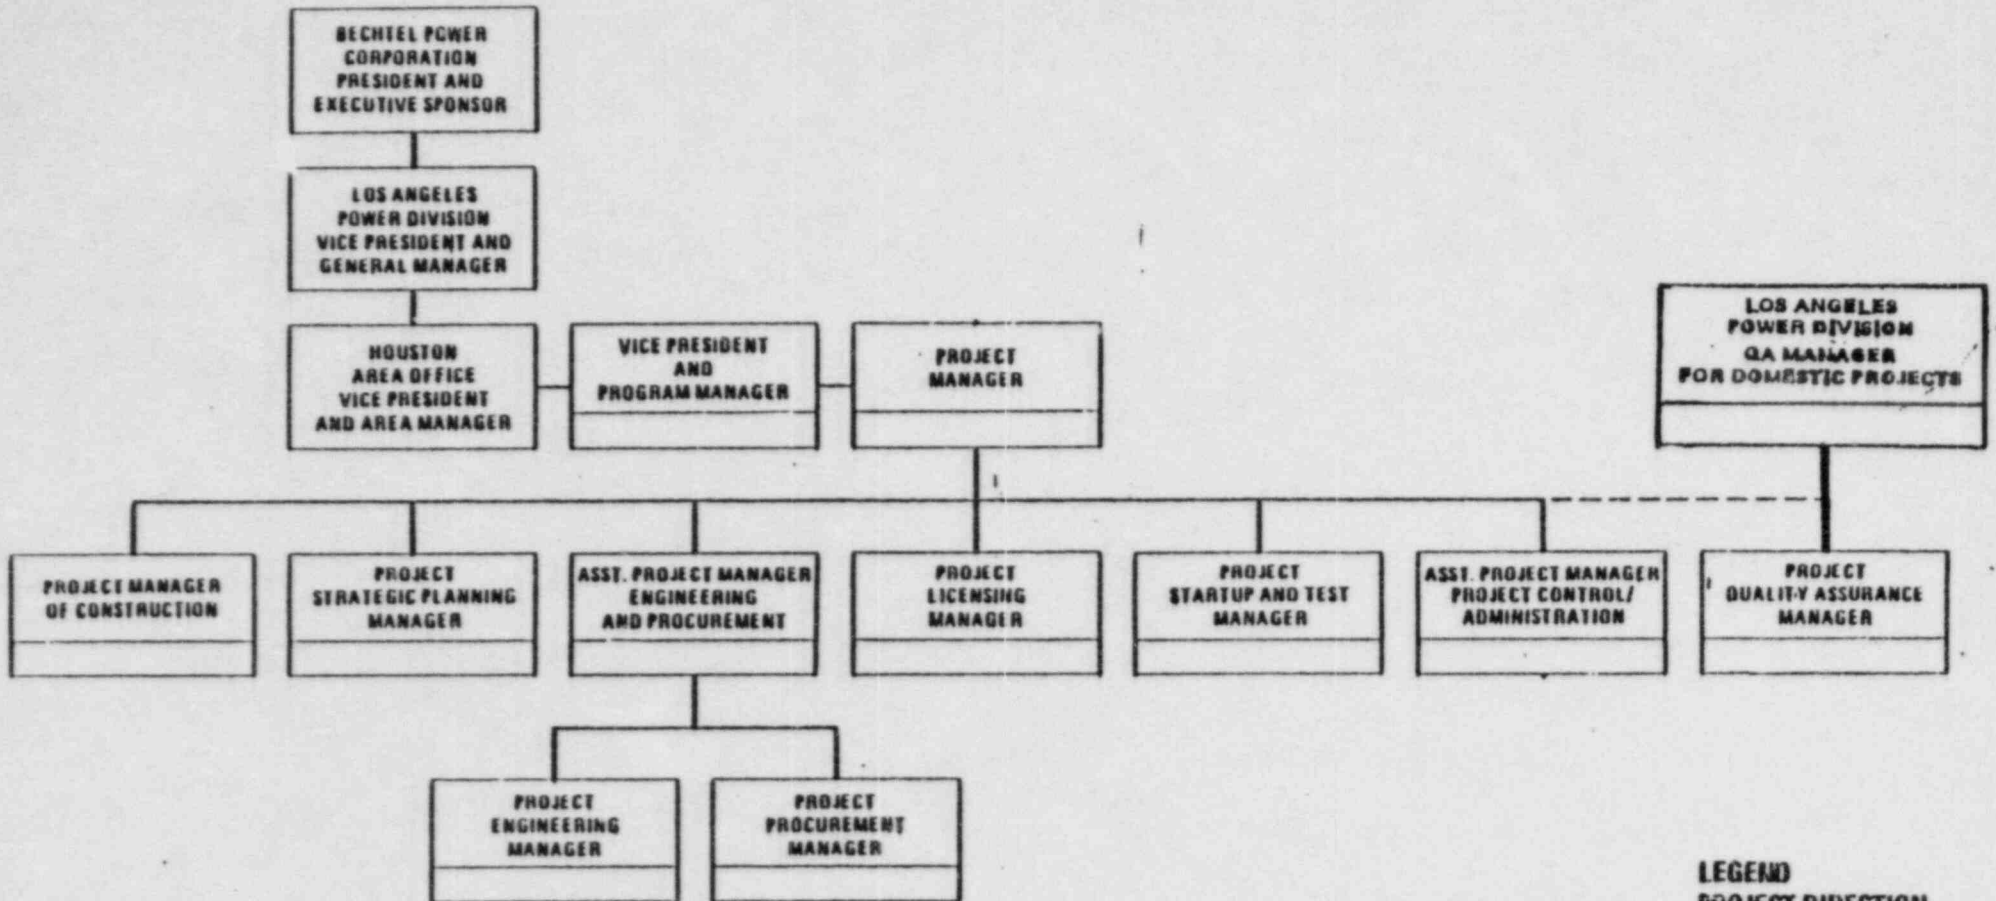 BECHTEL POWER
CORPORATION
PRESIDENT AND
EXECUTIVE SPONSOR
LOS ANGELES
POWER DIVISION
VICE PRESIDENT AND
GENERAL MANAGER
HOUSTON
AREA OFFICE
VICE PRESIDENT
AND AREA MANAGER
VICE PRESIDENT
AND
PROGRAM MANAGER
PROJECT
MANAGER
LOS ANGELES
POWER DIVISION
QA MANAGER
FOR DOMESTIC PROJECTS
PROJECT MANAGER
OF CONSTRUCTION
PROJECT
STRATEGIC PLANNING
MANAGER
ASST. PROJECT MANAGER
ENGINEERING
AND PROCUREMENT
PROJECT
LICENSING
MANAGER
PROJECT
STARTUP AND TEST
MANAGER
ASST. PROJECT MANAGER
PROJECT CONTROL/
ADMINISTRATION
PROJECT
QUALITY ASSURANCE
MANAGER
PROJECT
ENGINEERING
MANAGER
PROJECT
PROCUREMENT
MANAGER
LEGEND
PROJECT DIRECTION